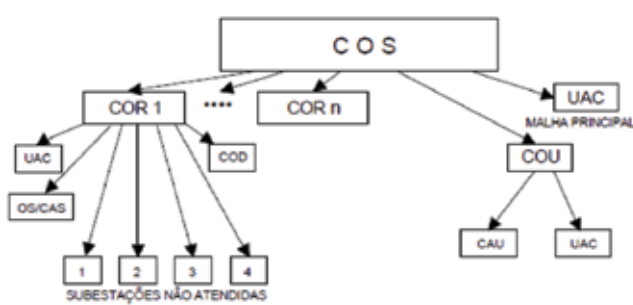 C O S
COR 1
....
COR n
UAC
MALHA PRINCIPAL
UAC
COD
COU
OS/CAS
CAU
UAC
1
2
3
4
SUBESTAÇÕES NÃO ATENDIDAS